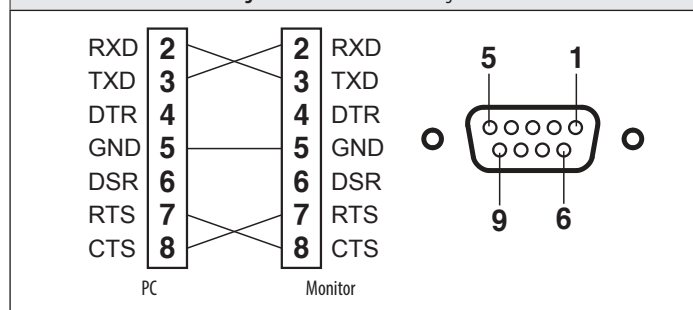 RXD 2 2 RXD
TXD 3 3 TXD
DTR 4 4 DTR
GND 5 5 GND
DSR 6 6 DSR
RTS 7 7 RTS
CTS 8 8 CTS
PC Monitor
5 1
9 6